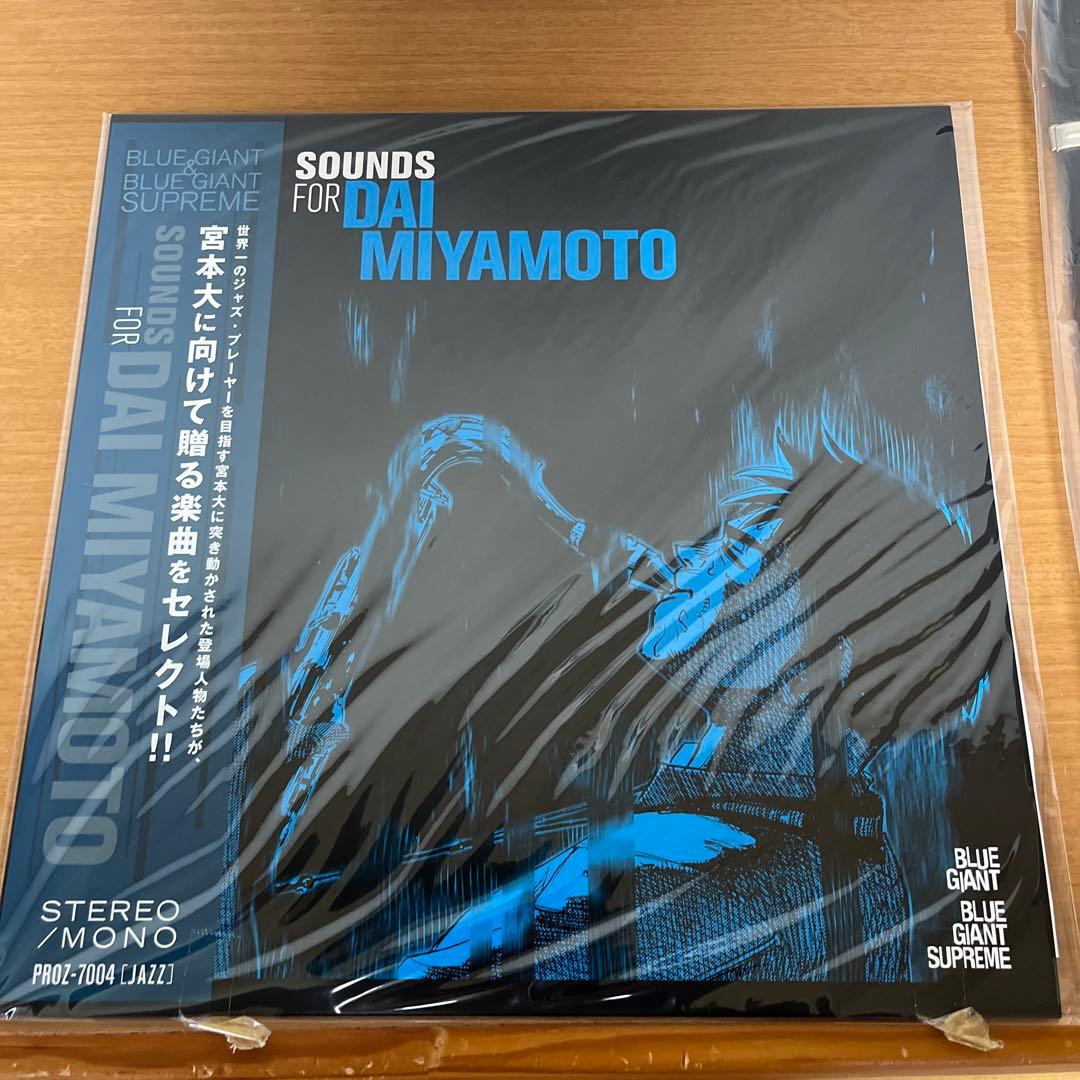 BLUE GIANT
&
BLUE GIANT
SUPREME
世界一のジャズ・プレーヤーを目指す宮本大に突き動かされた登場人物たちが、
宮本大に向けて贈る楽曲をセレクト!!
SOUNDS
FOR
DAI MIYAMOTO
STEREO
/MONO
PROZ-7004 [JAZZ]
SOUNDS
FOR DAI
MIYAMOTO
BLUE
GIANT
BLUE
GIANT
SUPREME